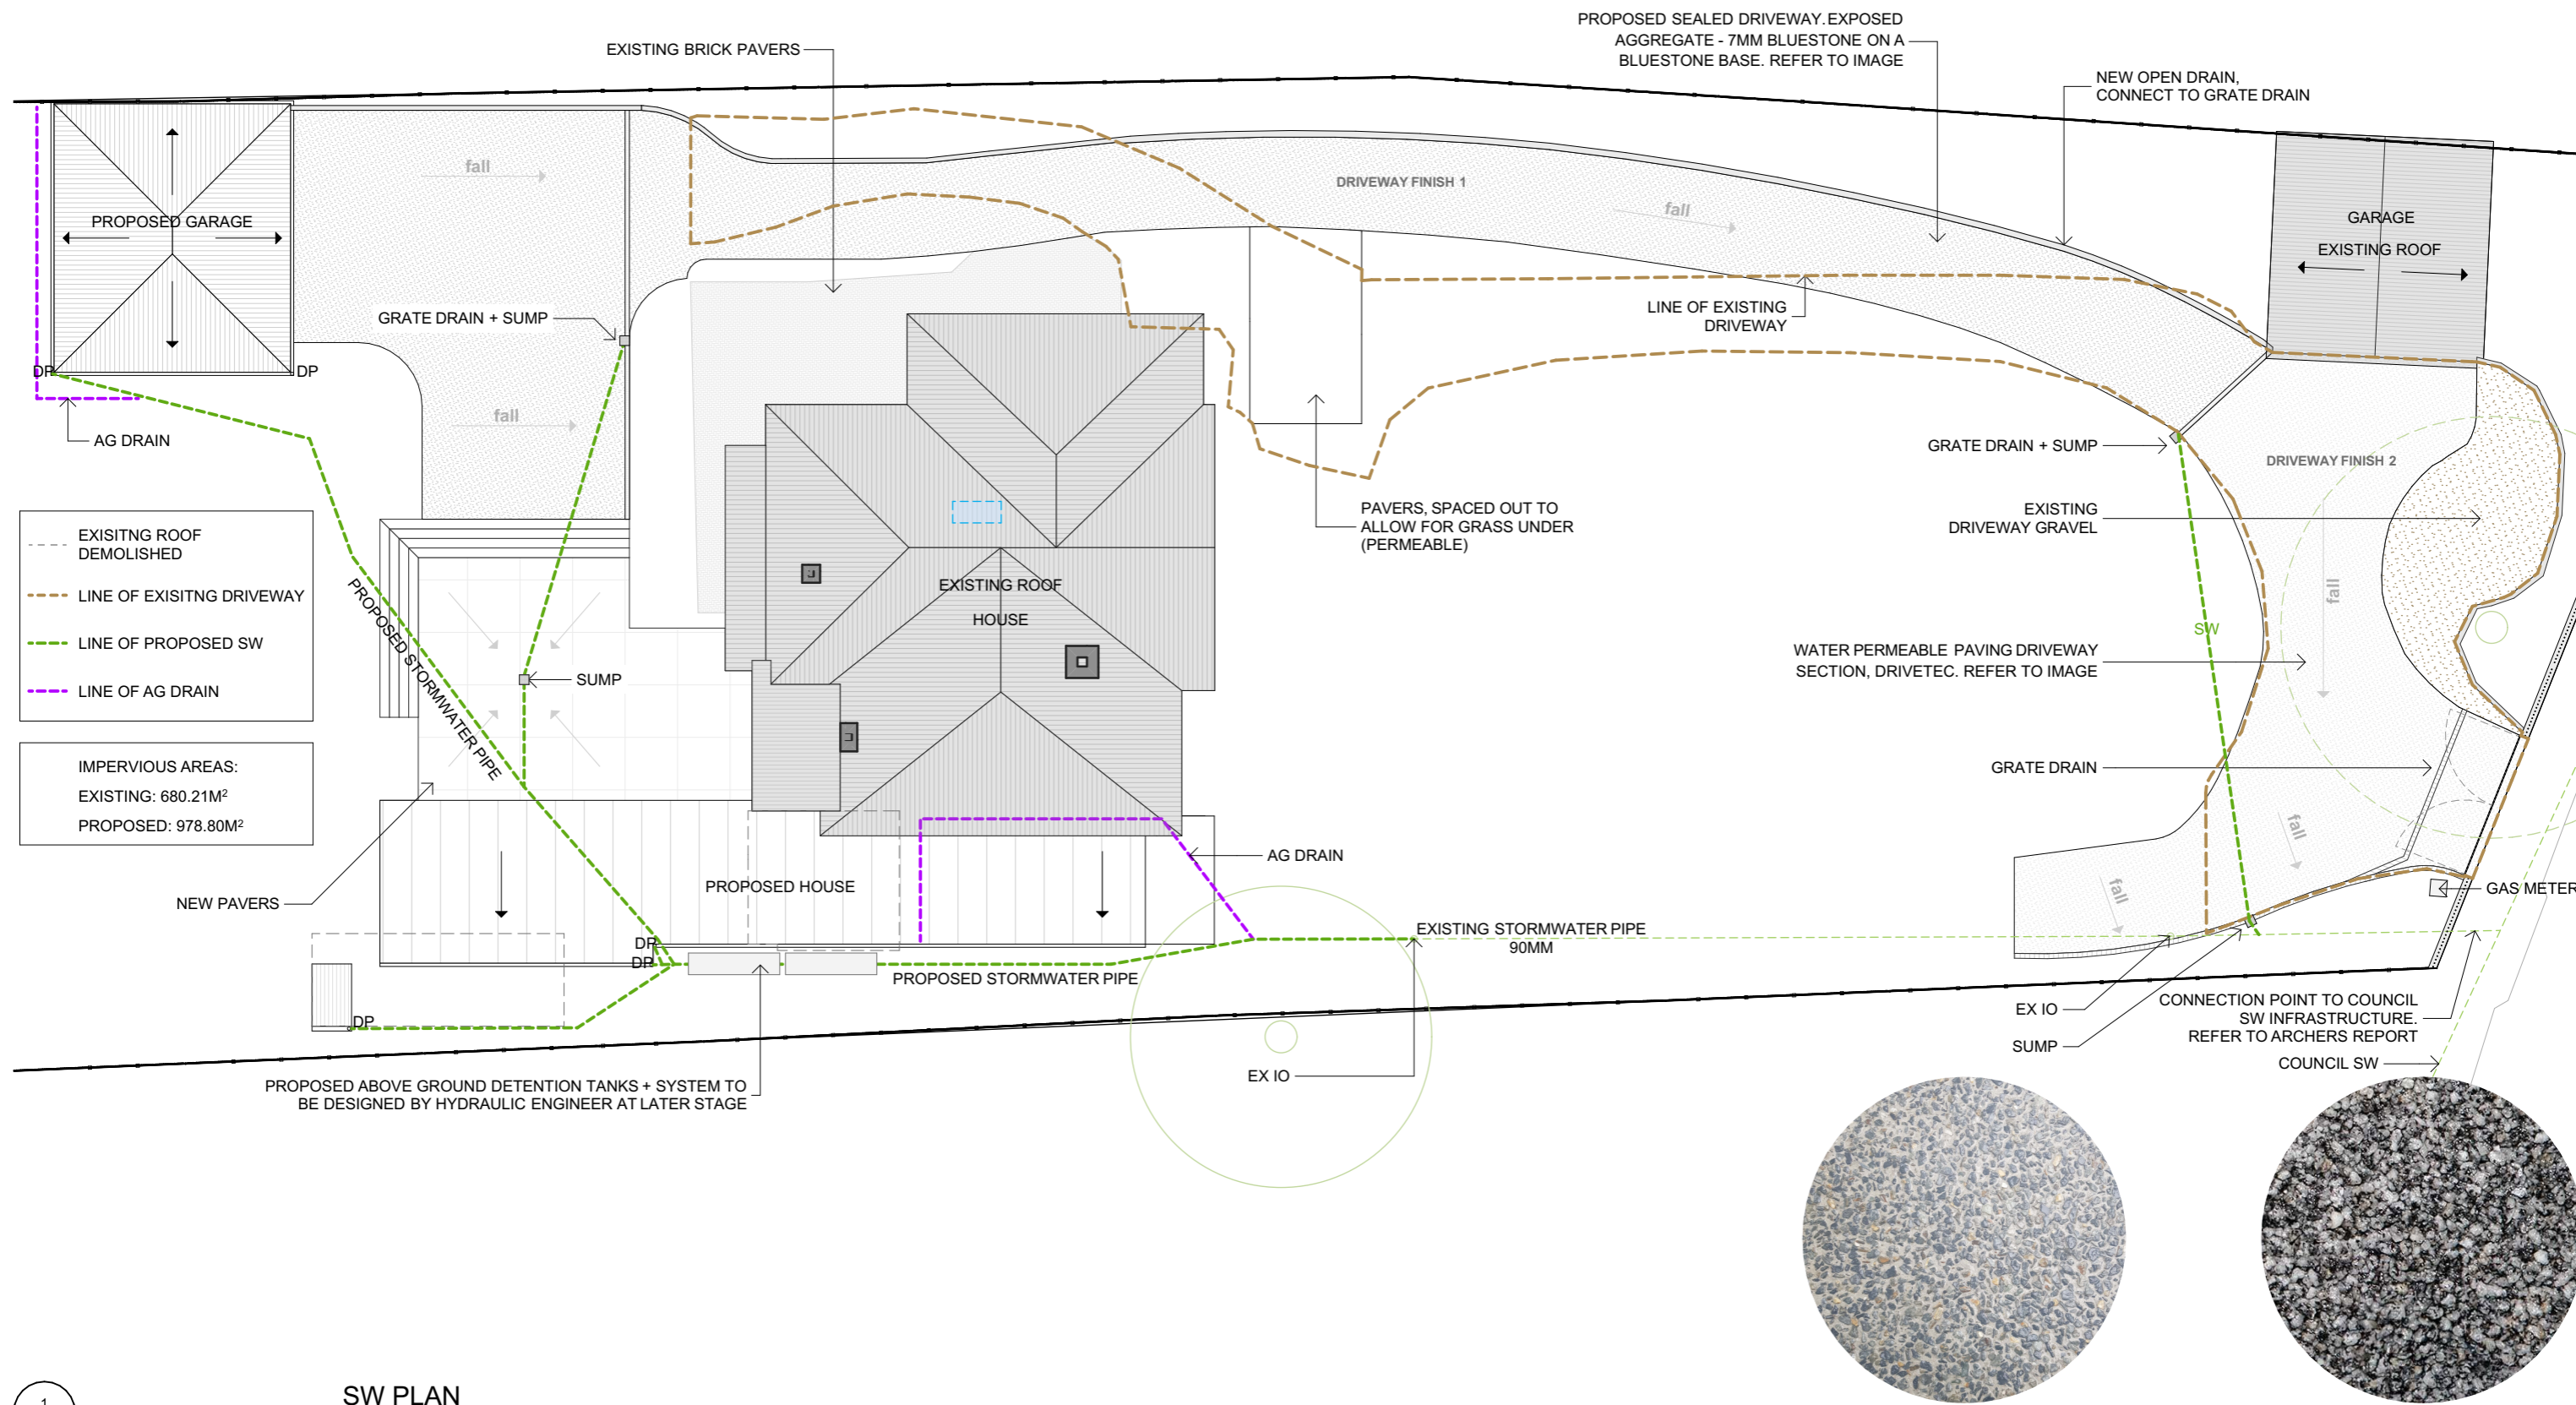 PROPOSED SEALED DRIVEWAY. EXPOSED
AGGREGATE - 7MM BLUESTONE ON A
BLUESTONE BASE. REFER TO IMAGE
EXISTING BRICK PAVERS
NEW OPEN DRAIN,
CONNECT TO GRATE DRAIN
fall
DRIVEWAY FINISH 1
fall
PROPOSED GARAGE
GARAGE
EXISTING ROOF
GRATE DRAIN + SUMP
LINE OF EXISTING
DRIVEWAY
DP
DP
fall
AG DRAIN
GRATE DRAIN + SUMP
DRIVEWAY FINISH 2
PAVERS, SPACED OUT TO
ALLOW FOR GRASS UNDER
(PERMEABLE)
EXISTING
DRIVEWAY GRAVEL
EXISITNG ROOF
DEMOLISHED
LINE OF EXISITNG DRIVEWAY
LINE OF PROPOSED SW
LINE OF AG DRAIN
PROPOSED STORMWATER PIPE
EXISTING ROOF
HOUSE
fall
SW
SUMP
WATER PERMEABLE PAVING DRIVEWAY
SECTION, DRIVETEC. REFER TO IMAGE
IMPERVIOUS AREAS:
EXISTING: 680.21M²
PROPOSED: 978.80M²
GRATE DRAIN
fall
AG DRAIN
PROPOSED HOUSE
NEW PAVERS
fall
GAS METER
DP
DP
EXISTING STORMWATER PIPE
90MM
PROPOSED STORMWATER PIPE
DP
EX IO
CONNECTION POINT TO COUNCIL
SW INFRASTRUCTURE.
REFER TO ARCHERS REPORT
SUMP
COUNCIL SW
EX IO
PROPOSED ABOVE GROUND DETENTION TANKS + SYSTEM TO
BE DESIGNED BY HYDRAULIC ENGINEER AT LATER STAGE
1
SW PLAN